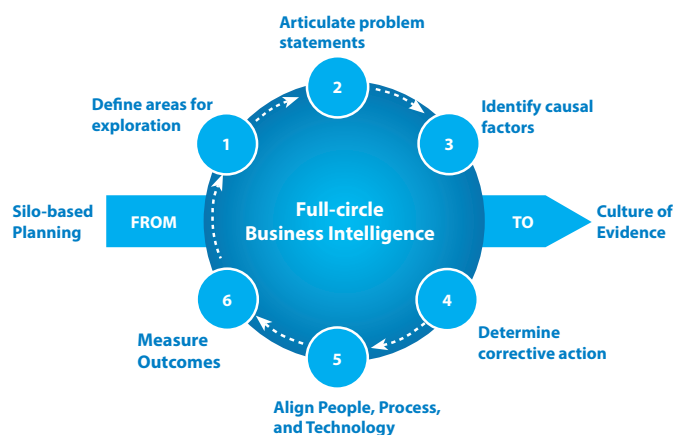 Articulate problem
statements
2
Define areas for
exploration
1
Identify causal
factors
3
Silo-based
Planning
FROM
Full-circle
Business Intelligence
TO
Culture of
Evidence
6
4
Measure
Outcomes
Determine
corrective action
5
Align People, Process,
and Technology